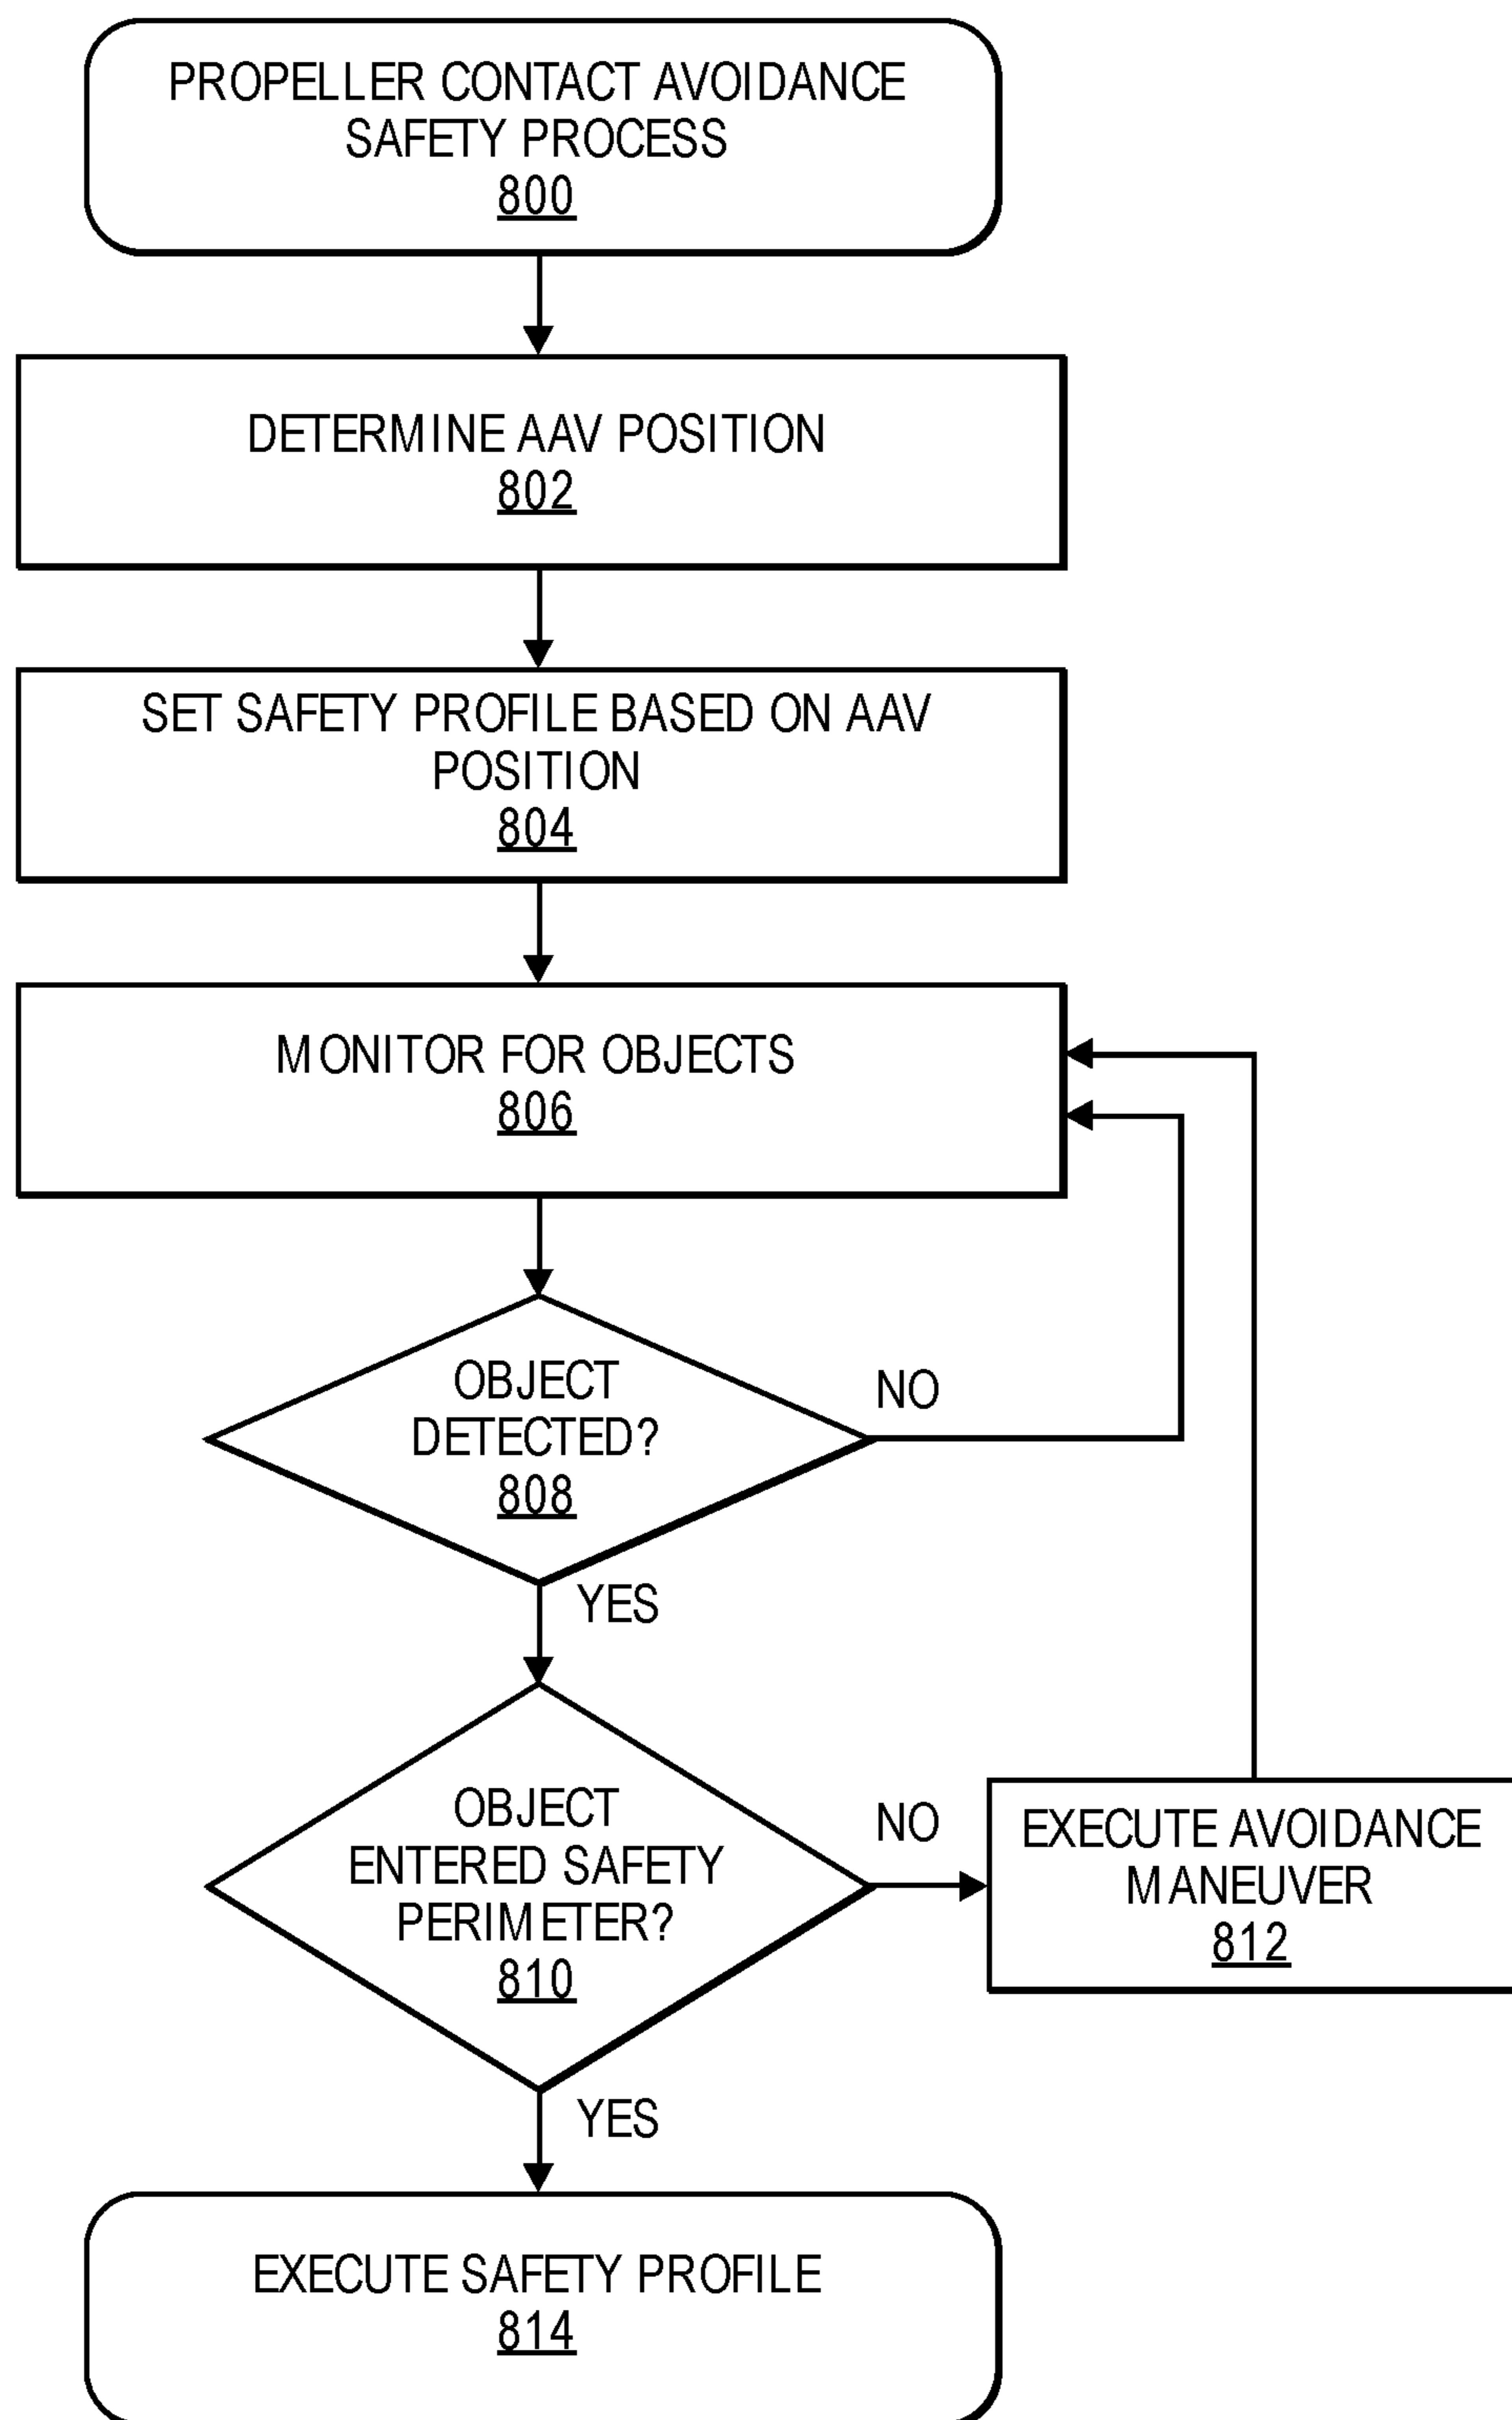 PROPELLER CONTACT AVOIDANCE
SAFETY PROCESS
800
DETERMINE AAV POSITION
802
SET SAFETY PROFILE BASED ON AAV
POSITION
804
MONITOR FOR OBJECTS
806
OBJECT
DETECTED?
808
NO
YES
OBJECT
ENTERED SAFETY
PERIMETER?
810
NO
EXECUTE AVOIDANCE
MANEUVER
812
YES
EXECUTE SAFETY PROFILE
814